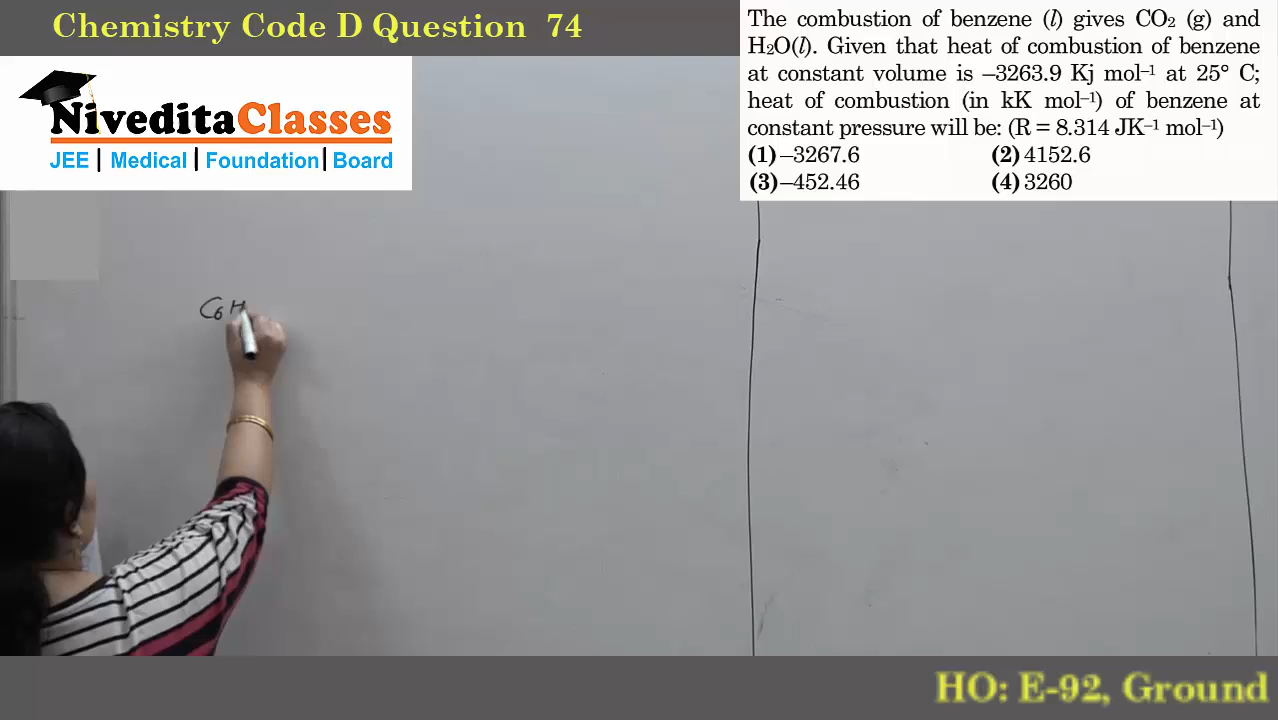 Chemistry Code D Question 74
NiveditaClasses
JEE | Medical | Foundation | Board
The combustion of benzene (l) gives CO₂ (g) and
H₂O(l). Given that heat of combustion of benzene
at constant volume is –3263.9 Kj mol⁻¹ at 25° C;
heat of combustion (in kK mol⁻¹) of benzene at
constant pressure will be: (R = 8.314 JK⁻¹ mol⁻¹)
(1) –3267.6 (2) 4152.6
(3) –452.46 (4) 3260
C6 H
HO: E-92, Ground